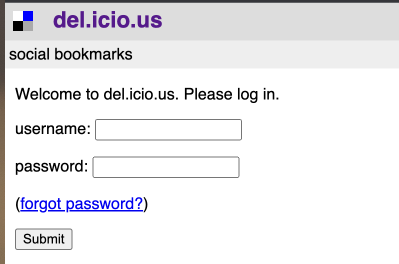 del.icio.us
social bookmarks
Welcome to del.icio.us. Please log in.
username:
password:
(forgot password?)
Submit